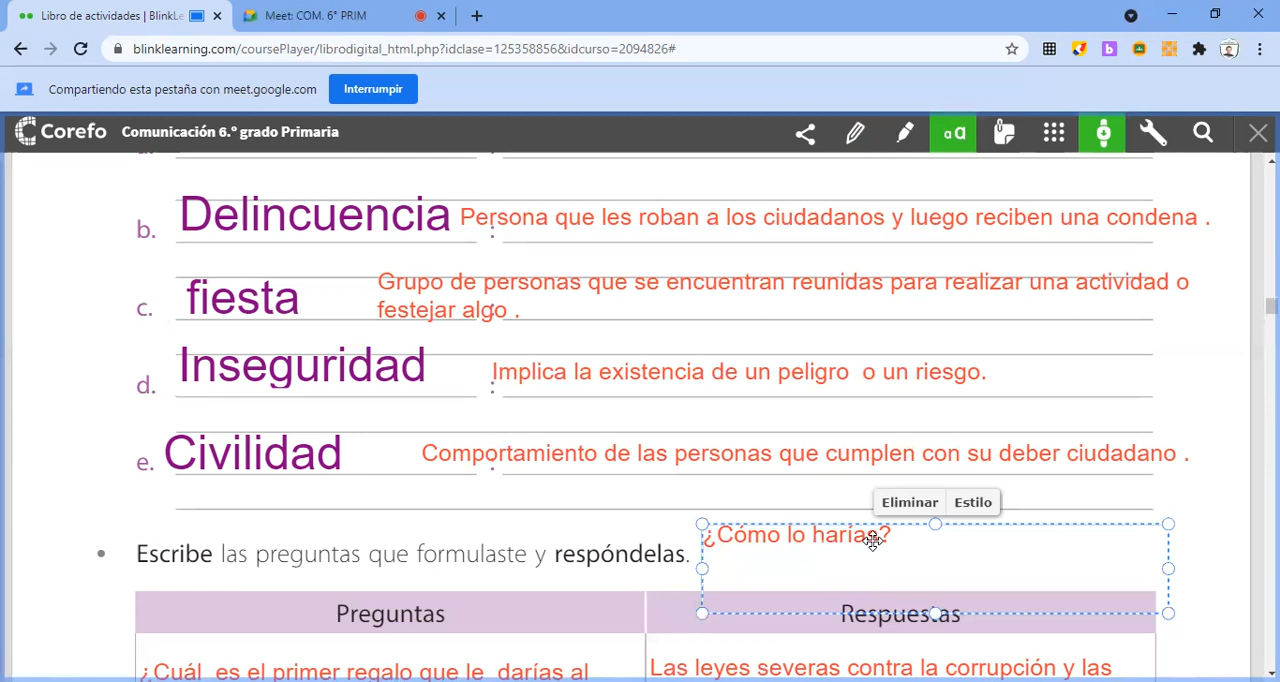 Libro de actividades | BlinkLe
Meet: COM. 6° PRIM
blinklearning.com/coursePlayer/librodigital_html.php?idclase=125358856&idcurso=2094826#
Compartiendo esta pestaña con meet.google.com
Interrumpir
Corefo
Comunicación 6.º grado Primaria
aa
b. Delincuencia : Persona que les roban a los ciudadanos y luego reciben una condena .
c. fiesta : Grupo de personas que se encuentran reunidas para realizar una actividad o
festejar algo .
d. Inseguridad : Implica la existencia de un peligro o un riesgo.
e. Civilidad : Comportamiento de las personas que cumplen con su deber ciudadano .
Eliminar Estilo
¿Cómo lo harías?
• Escribe las preguntas que formulaste y respóndelas.
Preguntas Respuestas
¿Cuál es el primer regalo que le darías al
Las leyes severas contra la corrupción y las